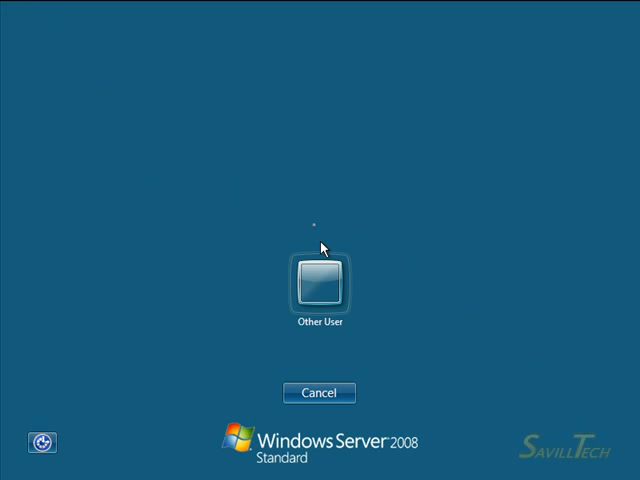 Other User
Cancel
Windows Server 2008
Standard
SAVILLTECH